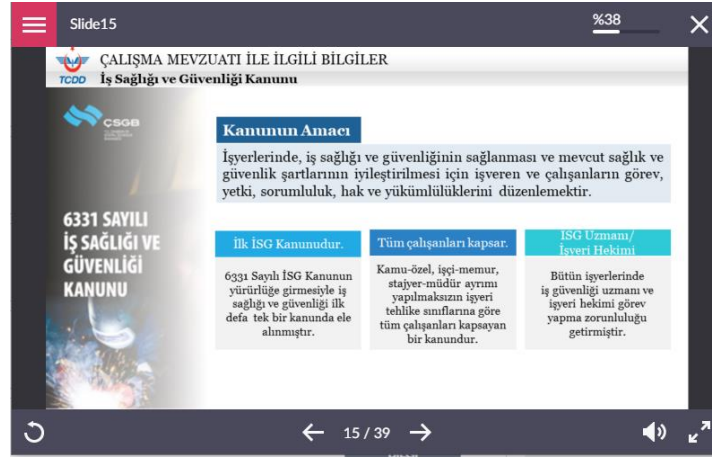 Slide15
%38
ÇALIŞMA MEVZUATI İLE İLGİLİ BİLGİLER
TCDD
İş Sağlığı ve Güvenliği Kanunu
ÇSGB
Kanunun Amacı
İşyerlerinde, iş sağlığı ve güvenliğinin sağlanması ve mevcut sağlık ve
güvenlik şartlarının iyileştirilmesi için işveren ve çalışanların görev,
yetki, sorumluluk, hak ve yükümlülüklerini düzenlemektir.
6331 SAYILI
İŞ SAĞLIĞI VE
GÜVENLİĞİ
KANUNU
İlk İSG Kanunudur.
6331 Sayılı İSG Kanunun
yürürlüğe girmesiyle iş
sağlığı ve güvenliği ilk
defa tek bir kanunda ele
alınmıştır.
Tüm çalışanları kapsar.
Kamu-özel, işçi-memur,
stajyer-müdür ayrımı
yapılmaksızın işyeri
tehlike sınıflarına göre
tüm çalışanları kapsayan
bir kanundur.
İSG Uzmanı/
İşyeri Hekimi
Bütün işyerlerinde
iş güvenliği uzmanı ve
işyeri hekimi görev
yapma zorunluluğu
getirmiştir.
15 / 39